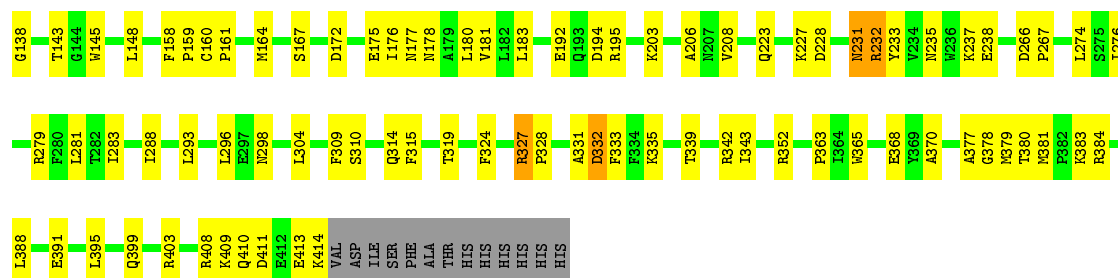 G138 T143 G144 W145 L148 F158 P159 C160 P161 M164 S167 D172 E175 I176 N177 N178 A179 L180 V181 L182 L183 E192 Q193 D194 R195 K203 A206 N207 V208 Q223 K227 D228 N231 R232 Y233 V234 N235 W236 K237 E238 D266 P267 L274 S275
R279 F280 L281 T282 I283 I288 L293 L296 E297 N298 L304 F309 S310 Q314 F315 T319 F324 R327 P328 A331 D332 F333 F334 K335 T339 R342 I343 R352 P363 I364 W365 E368 Y369 A370 A377 G378 M379 T380 M381 P382 K383 R384
L388 E391 L395 Q399 R403 R408 K409 Q410 D411 E412 E413 K414 VAL ASP ILE SER PHE ALA THR HIS HIS HIS HIS HIS HIS